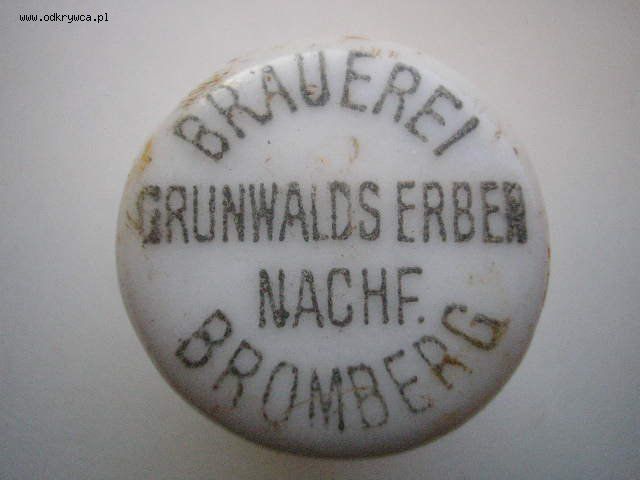 www.odkrywca.pl
BRAUEREI
GRUNWALDS ERBEN
NACHF.
BROMBERG